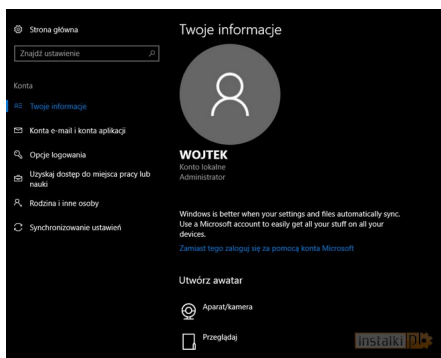 Strona główna
Znajdź ustawienie
Konta
Twoje informacje
Konta e-mail i konta aplikacji
Opcje logowania
Uzyskaj dostęp do miejsca pracy lub
nauki
Rodzina i inne osoby
Synchronizowanie ustawień
Twoje informacje
WOJTEK
Konto lokalne
Administrator
Windows is better when your settings and files automatically sync.
Use a Microsoft account to easily get all your stuff on all your
devices.
Zamiast tego zaloguj się za pomocą konta Microsoft
Utwórz awatar
Aparat/kamera
Przeglądaj
instalki pl